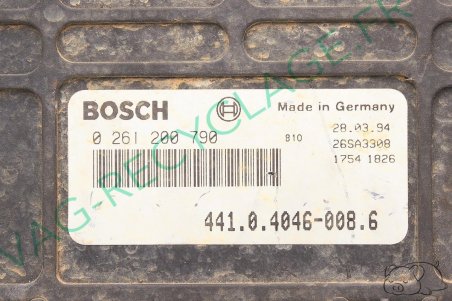 BOSCH Made in Germany
0 261 200 790 B10 28.03.94
26SA3308
1754 1826
441.0.4046-008.6
VAG-RECYCLAGE.FR